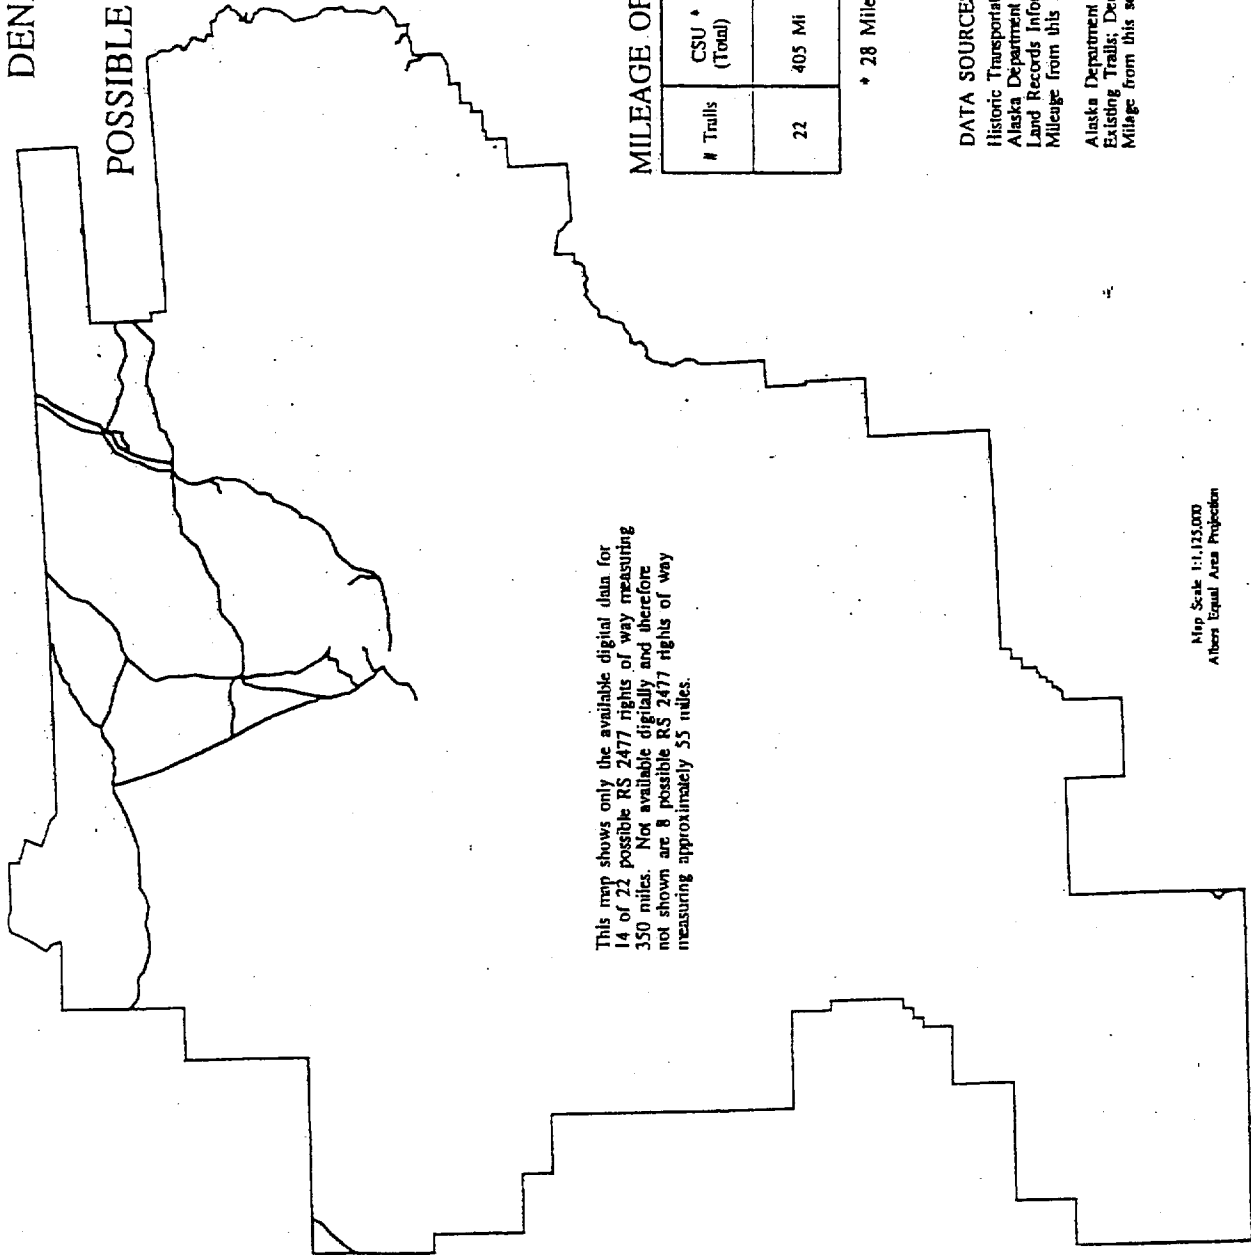 DEN
POSSIBLE
This map shows only the available digital data for
14 of 22 possible RS 2477 rights of way measuring
350 miles. Not available digitally and therefore
not shown are 8 possible RS 2477 rights of way
measuring approximately 55 miles.
MILEAGE OF
# Trails
CSU *
(Total)
22
405 Mi
* 28 Mile
DATA SOURCES
Historic Transportat
Alaska Department
Land Records Infor
Mileage from this
Alaska Department
Existing Trails; Den
Milage from this so
Map Scale 1:1,125,000
Albers Equal Area Projection